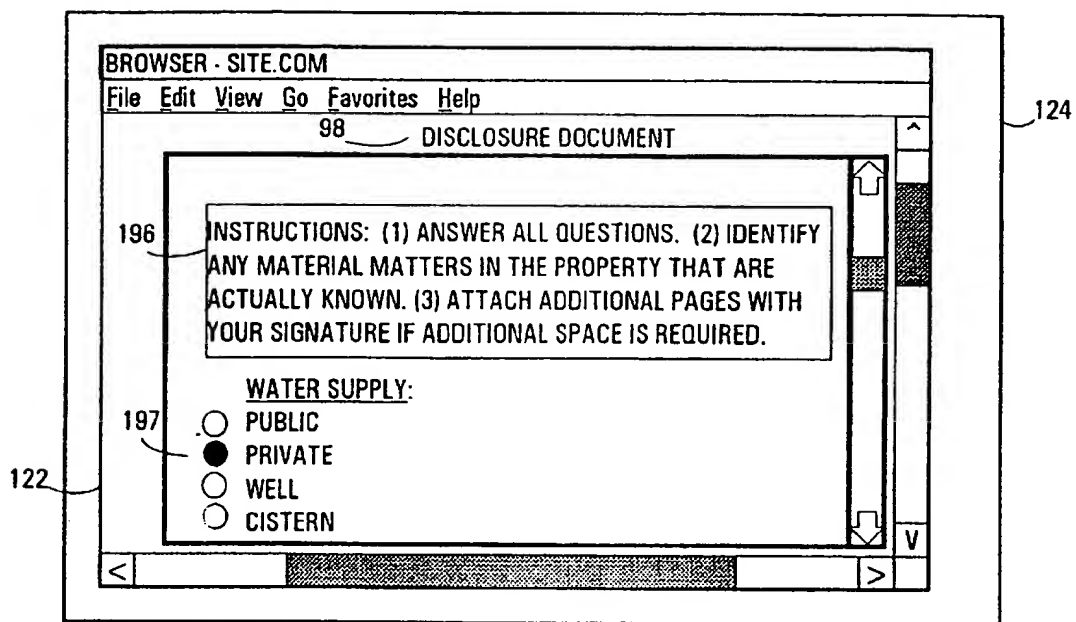 BROWSER - SITE.COM
File Edit View Go Favorites Help
98 DISCLOSURE DOCUMENT
124
196
INSTRUCTIONS: (1) ANSWER ALL QUESTIONS. (2) IDENTIFY
ANY MATERIAL MATTERS IN THE PROPERTY THAT ARE
ACTUALLY KNOWN. (3) ATTACH ADDITIONAL PAGES WITH
YOUR SIGNATURE IF ADDITIONAL SPACE IS REQUIRED.
WATER SUPPLY:
PUBLIC
197
PRIVATE
122
WELL
CISTERN